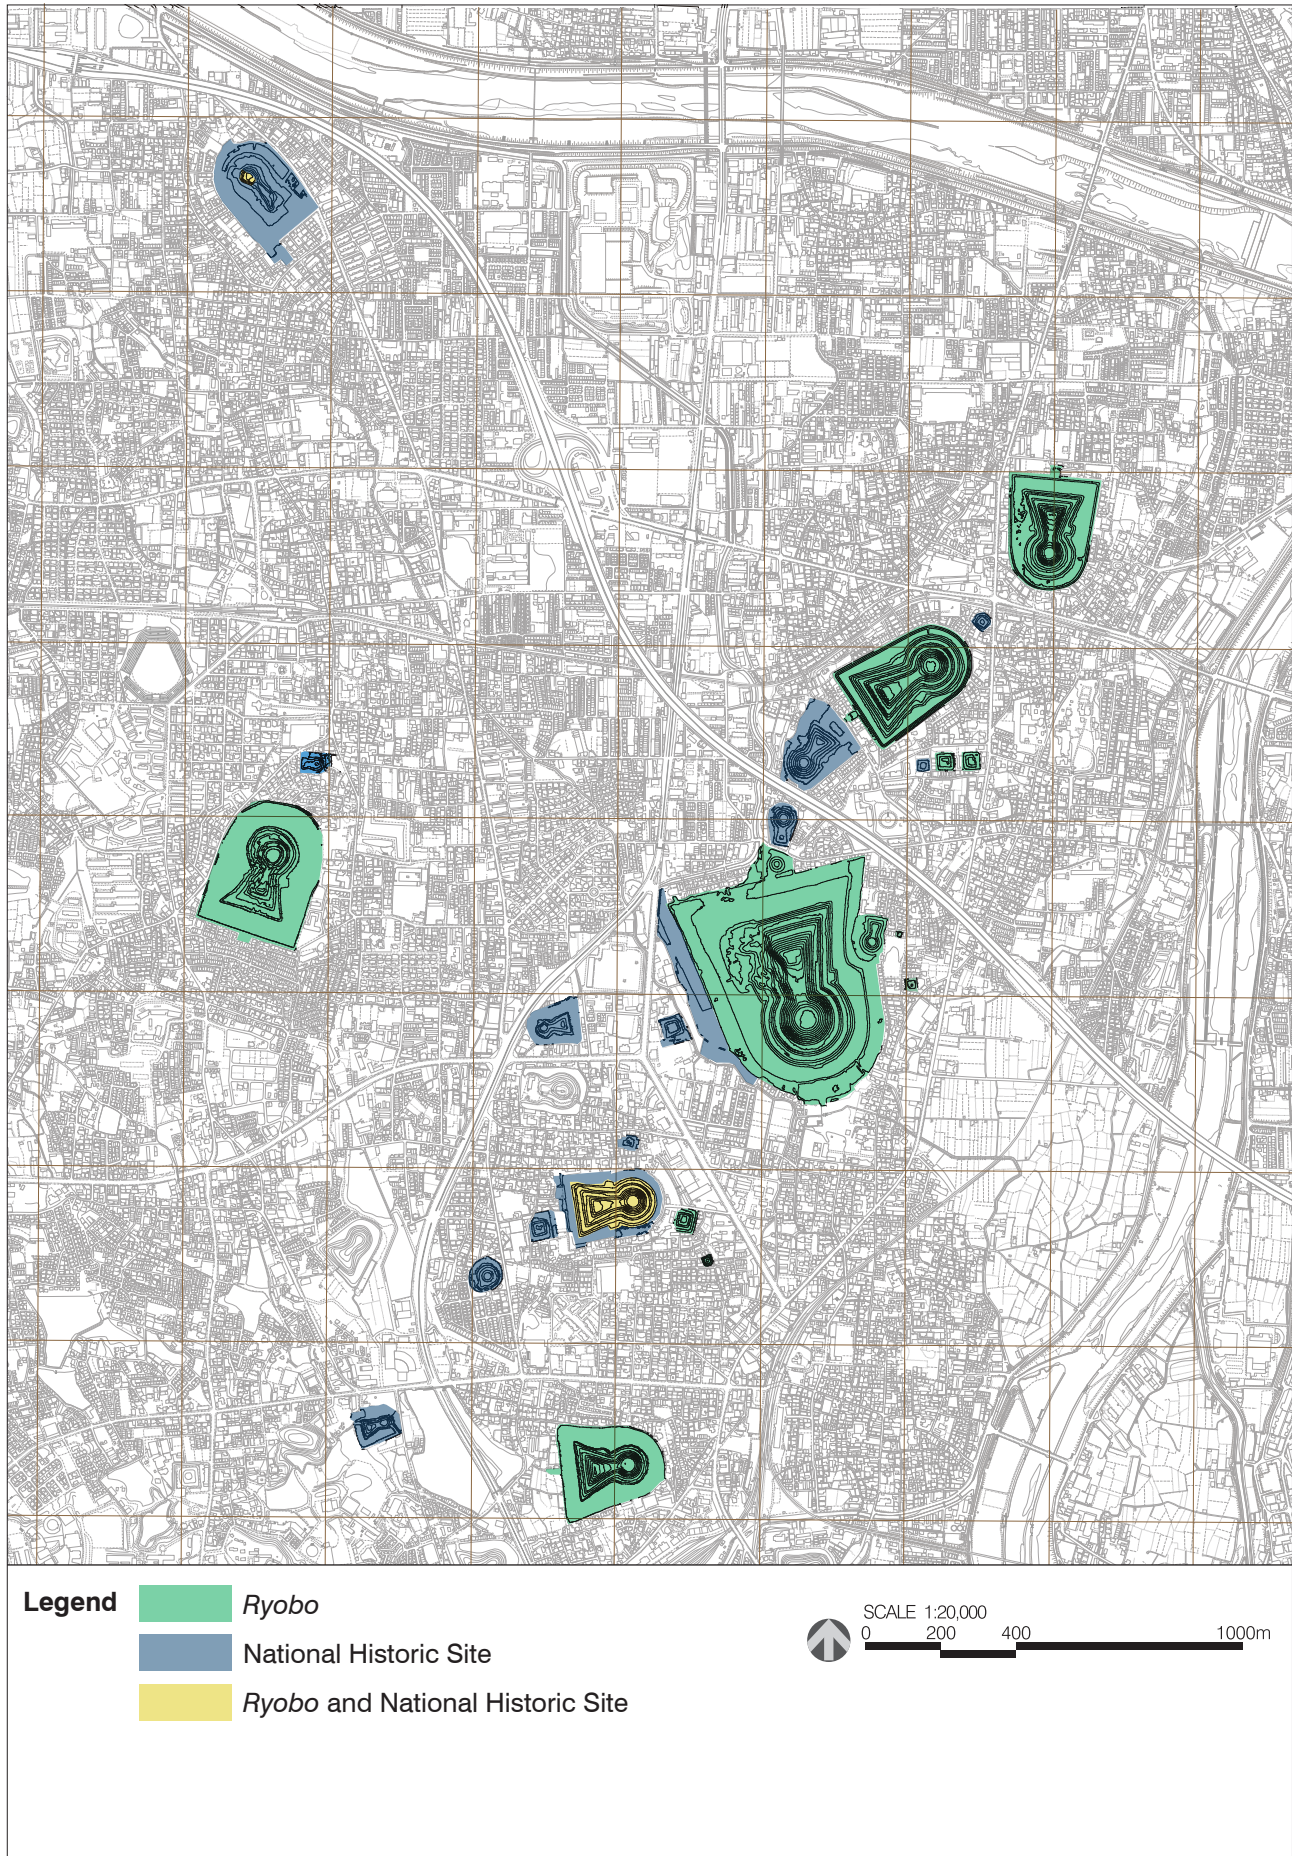 Legend
Ryobo
National Historic Site
Ryobo and National Historic Site
SCALE 1:20,000
0 200 400 1000m